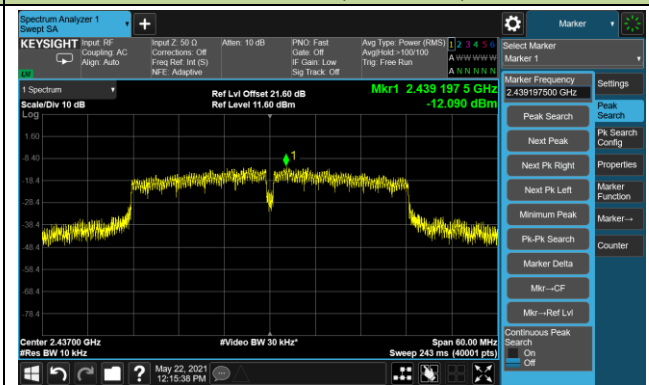 Spectrum Analyzer 1
Swept SA
+
Marker
KEYSIGHT
Input: RF
Coupling: AC
Align: Auto
Input Z: 50 Ω
Corrections: Off
Freq Ref: Int (S)
NFE: Adaptive
Atten: 10 dB
PNO: Fast
Gate: Off
IF Gain: Low
Sig Track: Off
Avg Type: Power (RMS)
Avg|Hold:>100/100
Trig: Free Run
1 2 3 4 5 6
A W W W W W
A N N N N N
Select Marker
Marker 1
1 Spectrum
Scale/Div 10 dB
Log
Ref Lvl Offset 21.60 dB
Ref Level 11.60 dBm
Mkr1 2.439 197 5 GHz
-12.090 dBm
1.60
-8.40
-18.4
-28.4
-38.4
-48.4
-58.4
-68.4
-78.4
1
Center 2.43700 GHz
#Res BW 10 kHz
#Video BW 30 kHz*
Span 60.00 MHz
Sweep 243 ms (40001 pts)
Marker Frequency
2.439197500 GHz
Peak Search
Next Peak
Next Pk Right
Next Pk Left
Minimum Peak
Pk-Pk Search
Marker Delta
Mkr→CF
Mkr→Ref Lvl
Continuous Peak
Search
On
Off
Settings
Peak
Search
Pk Search
Config
Properties
Marker
Function
Marker→
Counter
?
May 22, 2021
12:15:38 PM